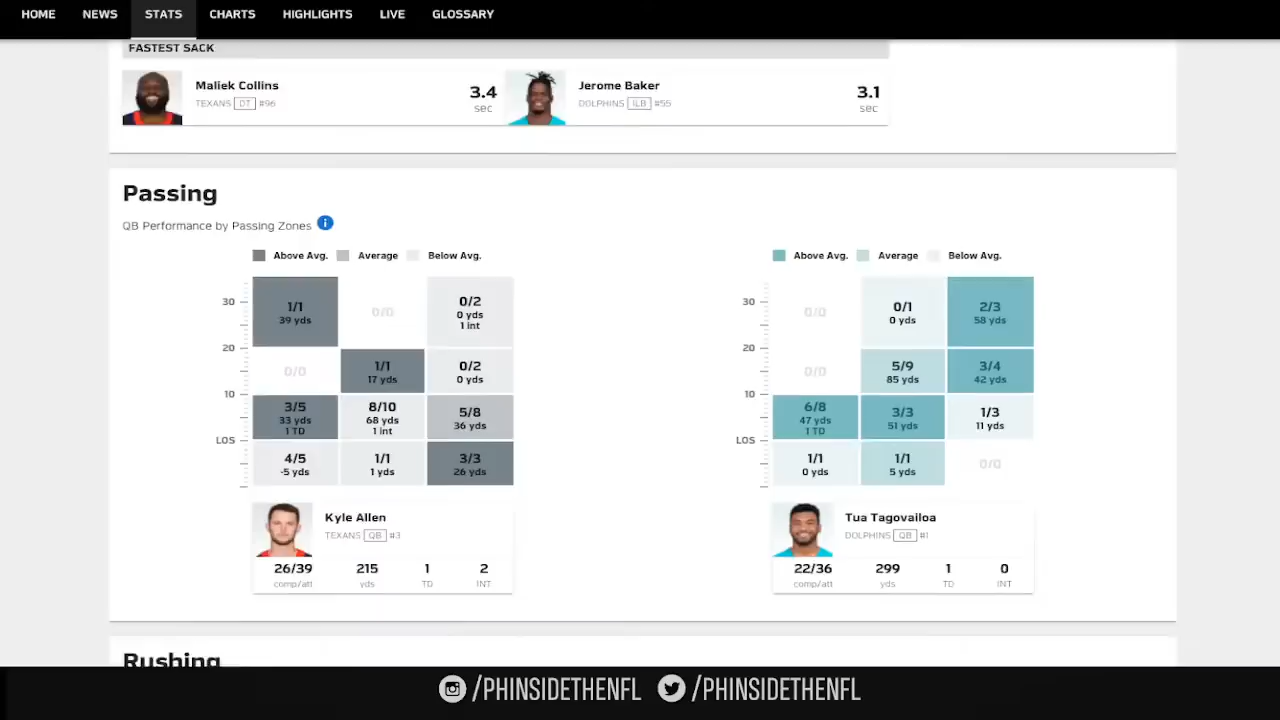 HOME NEWS STATS CHARTS HIGHLIGHTS LIVE GLOSSARY
FASTEST SACK
Maliek Collins
TEXANS DT #96
3.4
sec
Jerome Baker
DOLPHINS ILB #55
3.1
sec
Passing
QB Performance by Passing Zones i
Above Avg. Average Below Avg.
30
20
10
LOS
1/1
39 yds
0/0
0/2
0 yds
1 int
0/0
1/1
17 yds
0/2
0 yds
3/5
33 yds
1 TD
8/10
68 yds
1 int
5/8
36 yds
4/5
-5 yds
1/1
1 yds
3/3
26 yds
Kyle Allen
TEXANS QB #3
26/39 215 1 2
comp/att yds TD INT
Above Avg. Average Below Avg.
30
20
10
LOS
0/0
0/1
0 yds
2/3
58 yds
0/0
5/9
85 yds
3/4
42 yds
6/8
47 yds
1 TD
3/3
51 yds
1/3
11 yds
1/1
0 yds
1/1
5 yds
0/0
Tua Tagovailoa
DOLPHINS QB #1
22/36 299 1 0
comp/att yds TD INT
Rushing
/PHINSIDETHENFL /PHINSIDETHENFL